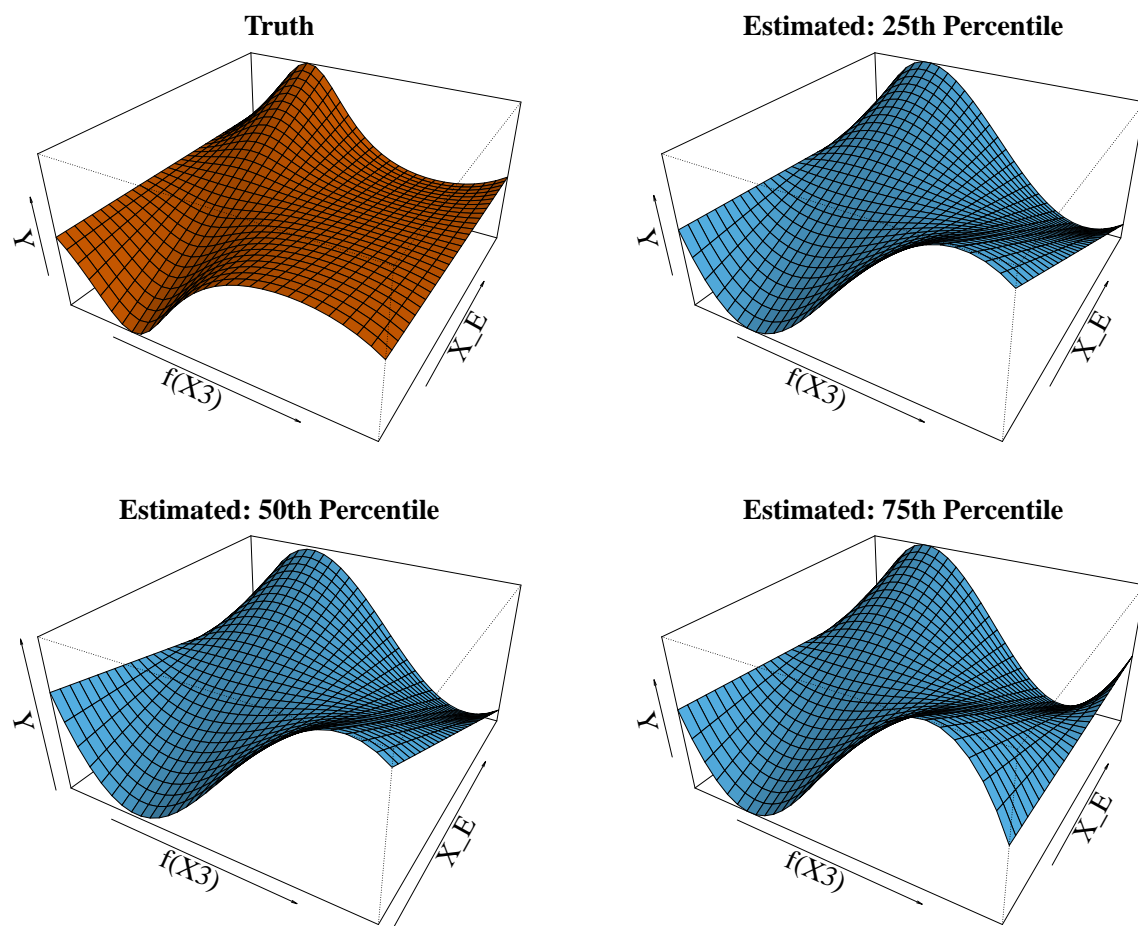 Truth
Y
f(X3)
X_E
Estimated: 25th Percentile
Y
f(X3)
X_E
Estimated: 50th Percentile
Y
f(X3)
X_E
Estimated: 75th Percentile
Y
f(X3)
X_E